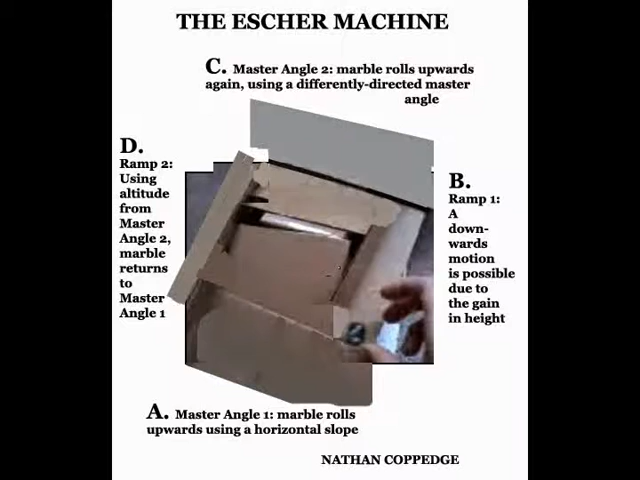 THE ESCHER MACHINE
C. Master Angle 2: marble rolls upwards
again, using a differently-directed master
angle
D.
Ramp 2:
Using
altitude
from
Master
Angle 2,
marble
returns
to
Master
Angle 1
B.
Ramp 1:
A
down-
wards
motion
is possible
due to
the gain
in height
A. Master Angle 1: marble rolls
upwards using a horizontal slope
NATHAN COPPEDGE